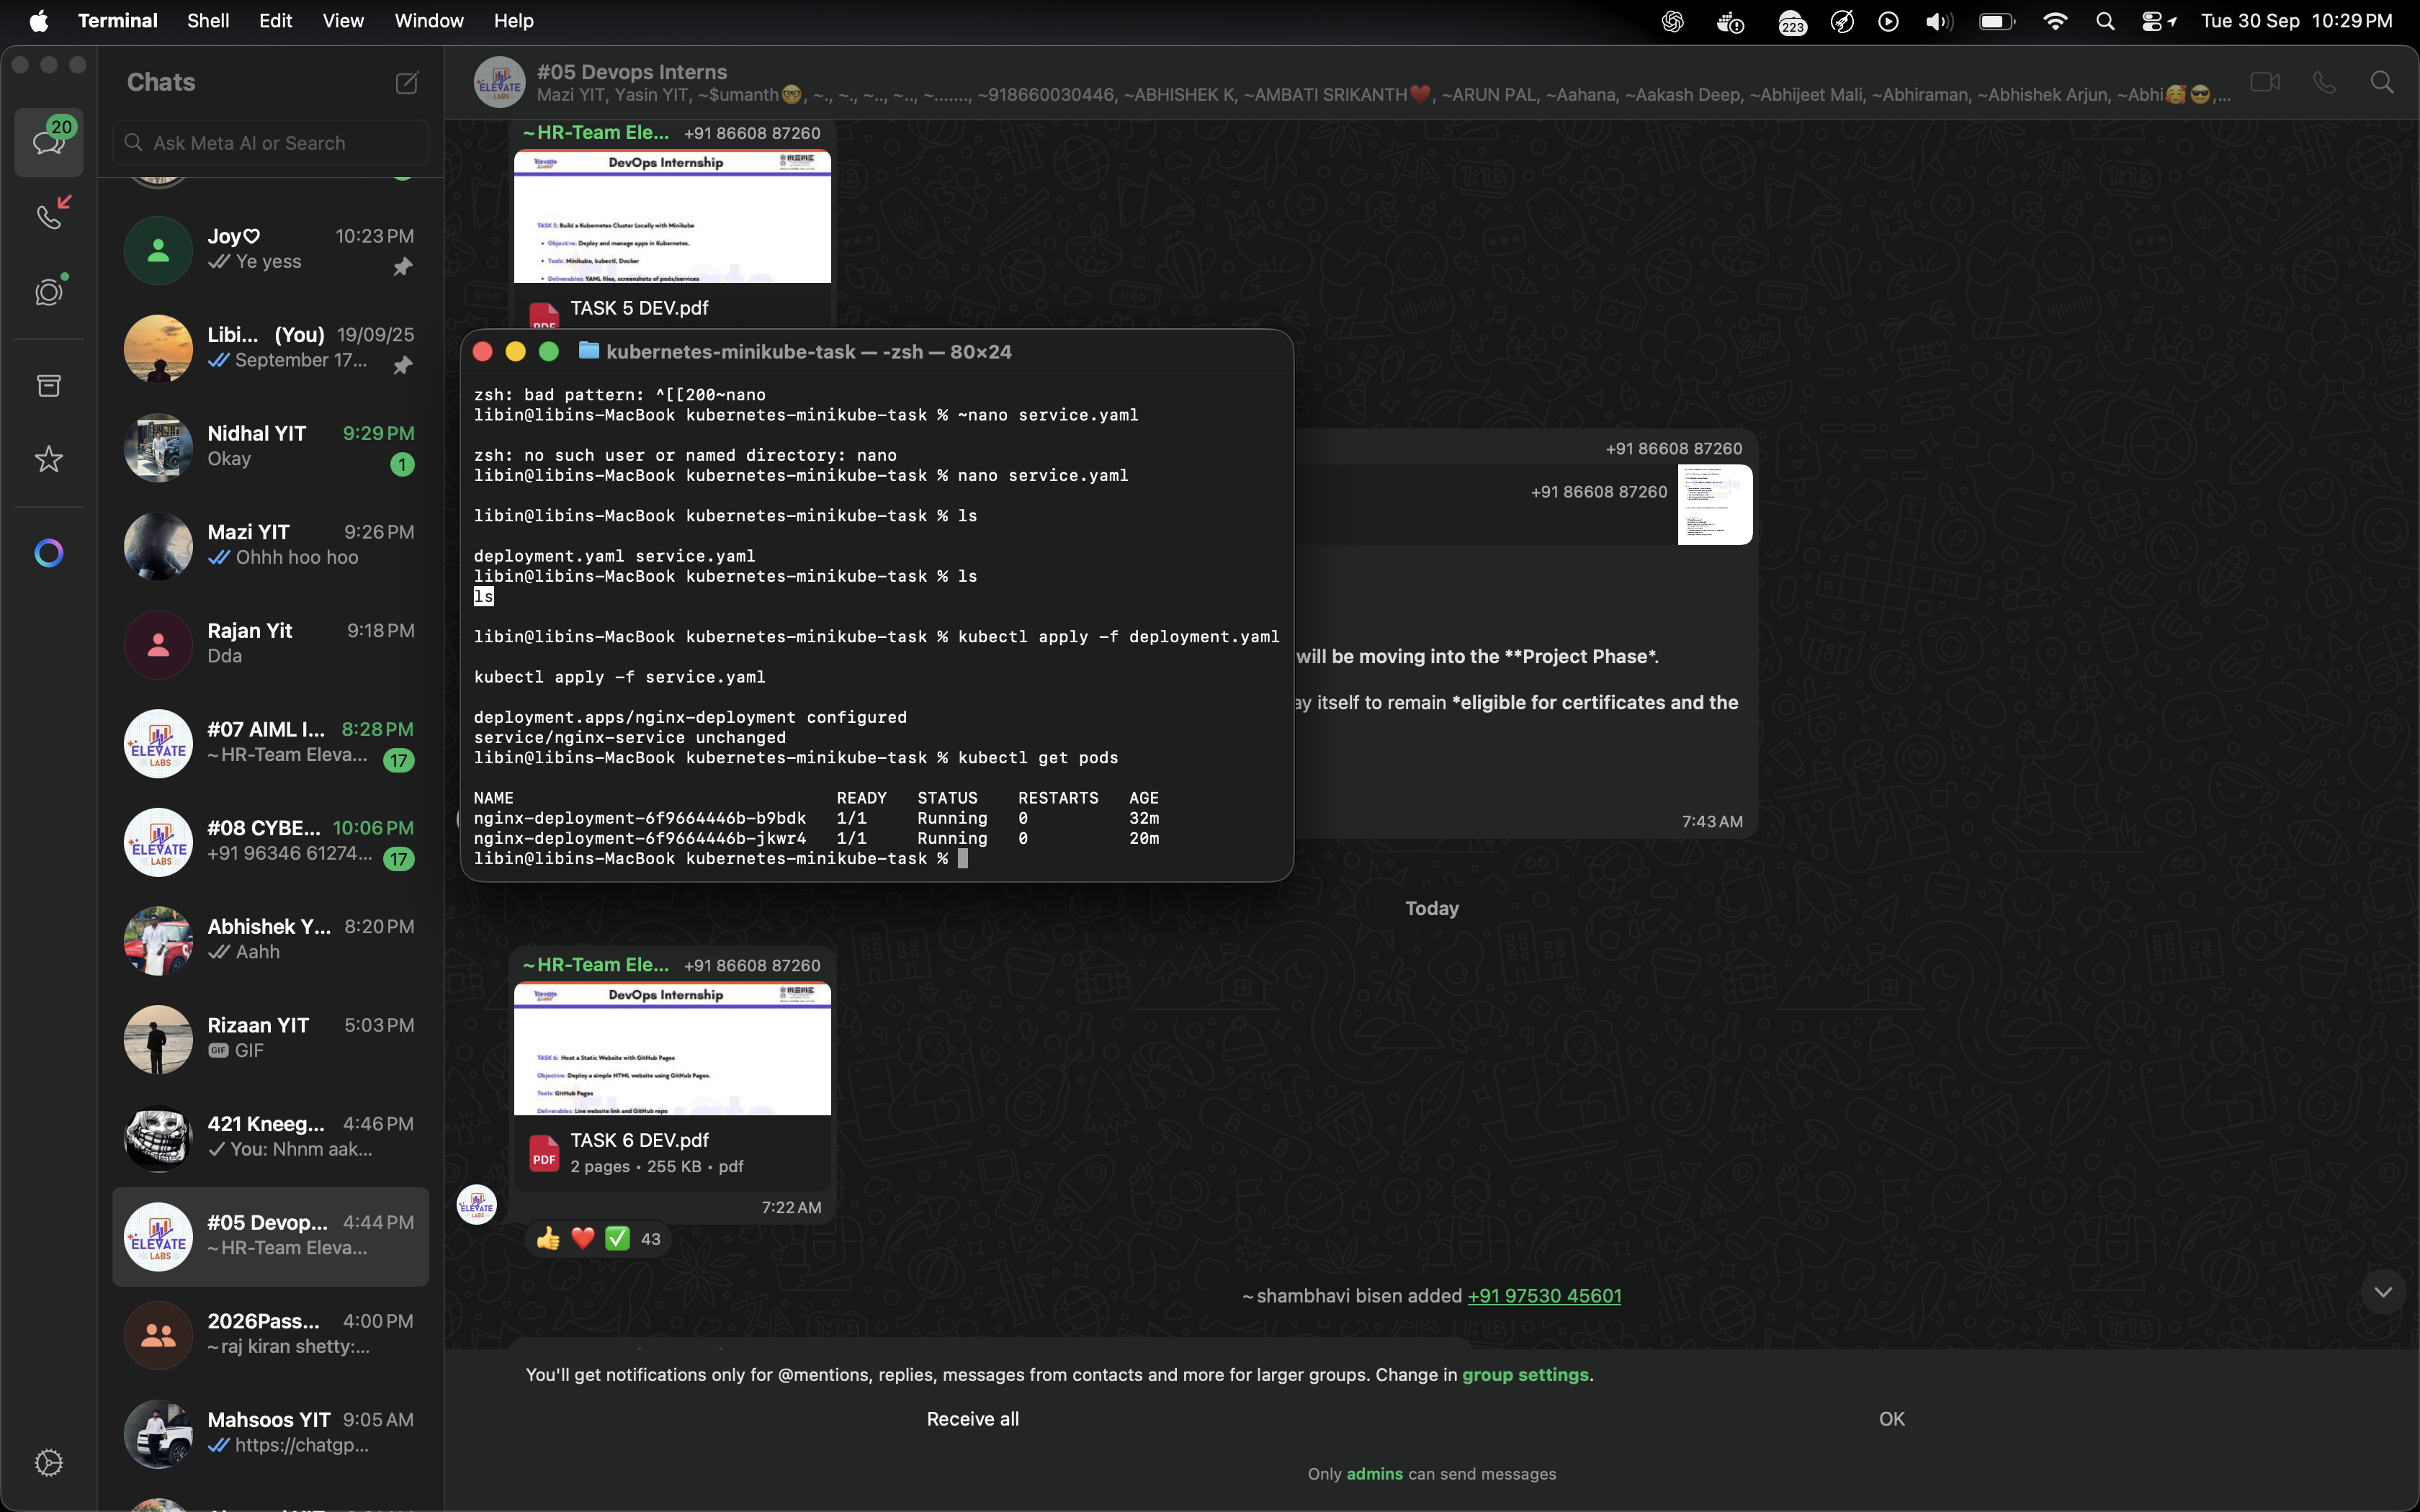 Terminal Shell Edit View Window Help
223
Tue 30 Sep 10:29 PM
20
Chats
Ask Meta AI or Search
Joy♡ 10:23 PM
Ye yess
Libi... (You) 19/09/25
September 17...
Nidhal YIT 9:29 PM
Okay
1
Mazi YIT 9:26 PM
Ohhh hoo hoo
Rajan Yit 9:18 PM
Dda
ELEVATE
LABS
#07 AIML I... 8:28 PM
~HR-Team Eleva...
17
ELEVATE
LABS
#08 CYBE... 10:06 PM
+91 96346 61274...
17
Abhishek Y... 8:20 PM
Aahh
Rizaan YIT 5:03 PM
GIF GIF
421 Kneeg... 4:46 PM
You: Nhnm aak...
ELEVATE
LABS
#05 Devop... 4:44 PM
~HR-Team Eleva...
2026Pass... 4:00 PM
~raj kiran shetty:...
Mahsoos YIT 9:05 AM
https://chatgp...
ELEVATE
LABS
#05 Devops Interns
Mazi YIT, Yasin YIT, ~$umanth🤓, ~., ~., ~.., ~.., ~......., ~918660030446, ~ABHISHEK K, ~AMBATI SRIKANTH❤️, ~ARUN PAL, ~Aahana, ~Aakash Deep, ~Abhijeet Mali, ~Abhiraman, ~Abhishek Arjun, ~Abhi🥰😎,...
~HR-Team Ele... +91 86608 87260
Elevate
Labs
DevOps Internship
TASK 5: Build a Kubernetes Cluster Locally with Minikube
• Objective: Deploy and manage apps in Kubernetes.
• Tools: Minikube, kubectl, Docker
• Deliverables: YAML files, screenshots of pods/services
PDF
TASK 5 DEV.pdf
kubernetes-minikube-task — -zsh — 80×24
zsh: bad pattern: ^[[200~nano
libin@libins-MacBook kubernetes-minikube-task % ~nano service.yaml
zsh: no such user or named directory: nano
libin@libins-MacBook kubernetes-minikube-task % nano service.yaml
libin@libins-MacBook kubernetes-minikube-task % ls
deployment.yaml service.yaml
libin@libins-MacBook kubernetes-minikube-task % ls
ls
libin@libins-MacBook kubernetes-minikube-task % kubectl apply -f deployment.yaml
kubectl apply -f service.yaml
deployment.apps/nginx-deployment configured
service/nginx-service unchanged
libin@libins-MacBook kubernetes-minikube-task % kubectl get pods
NAME READY STATUS RESTARTS AGE
nginx-deployment-6f9664446b-b9bdk 1/1 Running 0 32m
nginx-deployment-6f9664446b-jkwr4 1/1 Running 0 20m
libin@libins-MacBook kubernetes-minikube-task %
+91 86608 87260
+91 86608 87260
will be moving into the **Project Phase*.
ay itself to remain *eligible for certificates and the
7:43 AM
Today
~HR-Team Ele... +91 86608 87260
Elevate
Labs
DevOps Internship
TASK 6: Host a Static Website with GitHub Pages
Objective: Deploy a simple HTML website using GitHub Pages.
Tools: GitHub Pages
Deliverables: Live website link and GitHub repo
PDF
TASK 6 DEV.pdf
2 pages • 255 KB • pdf
7:22 AM
ELEVATE
LABS
👍 ❤️ ✅ 43
~shambhavi bisen added +91 97530 45601
You'll get notifications only for @mentions, replies, messages from contacts and more for larger groups. Change in group settings.
Receive all OK
Only admins can send messages